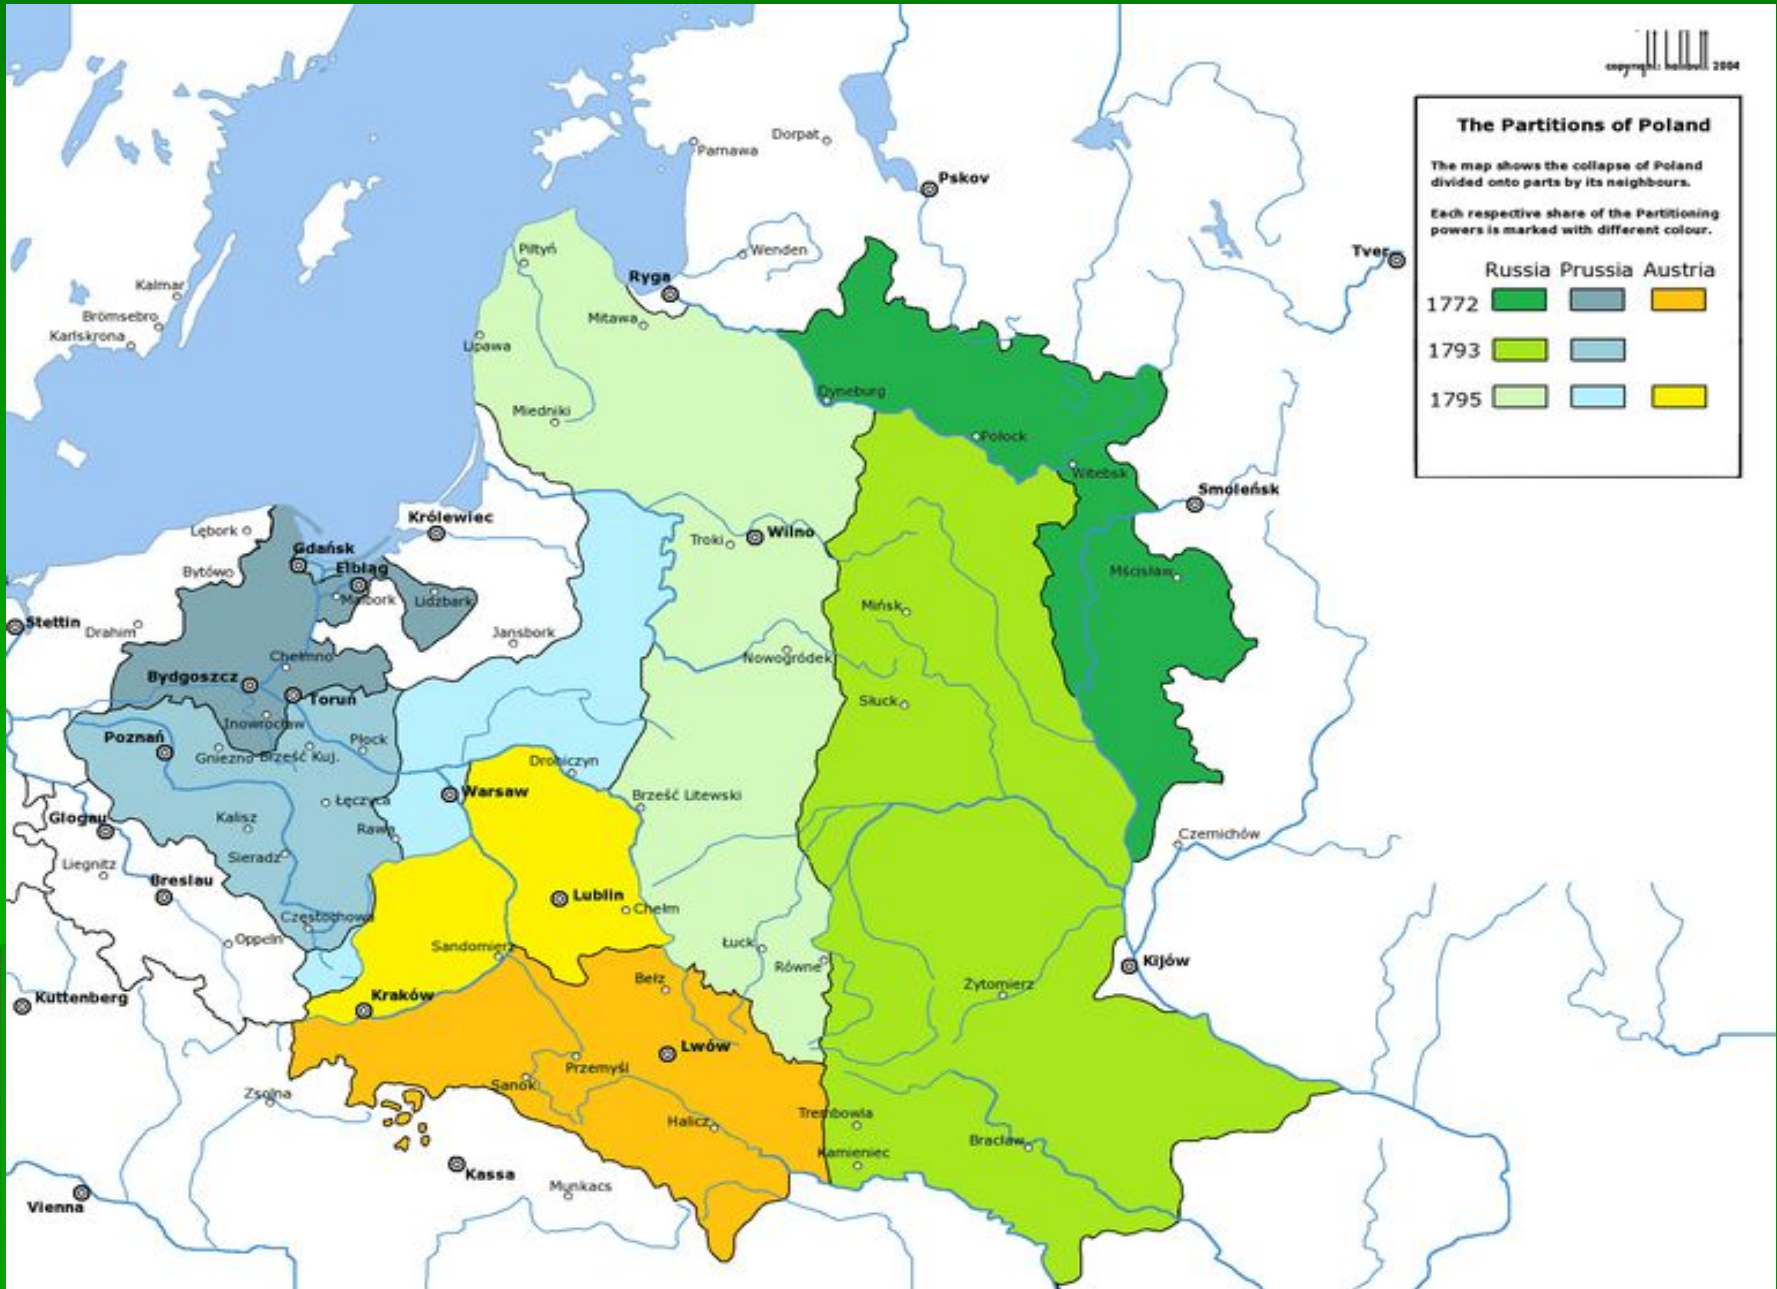 copyright: halibutt 2004
The Partitions of Poland
The map shows the collapse of Poland
divided onto parts by its neighbours.
Each respective share of the Partitioning
powers is marked with different colour.
Russia Prussia Austria
1772
1793
1795
Dorpat
Parnawa
Pskov
Piltyń
Wenden
Tver
Ryga
Kalmar
Brömsebro
Mitawa
Karlskrona
Lipawa
Dyneburg
Miedniki
Połock
Witebsk
Smoleńsk
Królewiec
Lębork
Wilno
Troki
Gdańsk
Elbląg
Bytów
Mścisław
Malbork
Lidzbark
Mińsk
Stettin
Drahim
Jansbork
Chełmno
Nowogródek
Bydgoszcz
Toruń
Słuck
Inowrocław
Poznań
Płock
Gniezno
Brześć Kuj.
Drohiczyn
Warsaw
Brześć Litewski
Łęczyca
Glogau
Kalisz
Rawa
Czernichów
Sieradz
Liegnitz
Breslau
Lublin
Chełm
Częstochowa
Oppeln
Sandomierz
Łuck
Równe
Kijów
Bełz
Żytomierz
Kuttenberg
Kraków
Lwów
Przemyśl
Sanok
Zsolna
Halicz
Trembowla
Bracław
Kamieniec
Kassa
Munkacs
Vienna